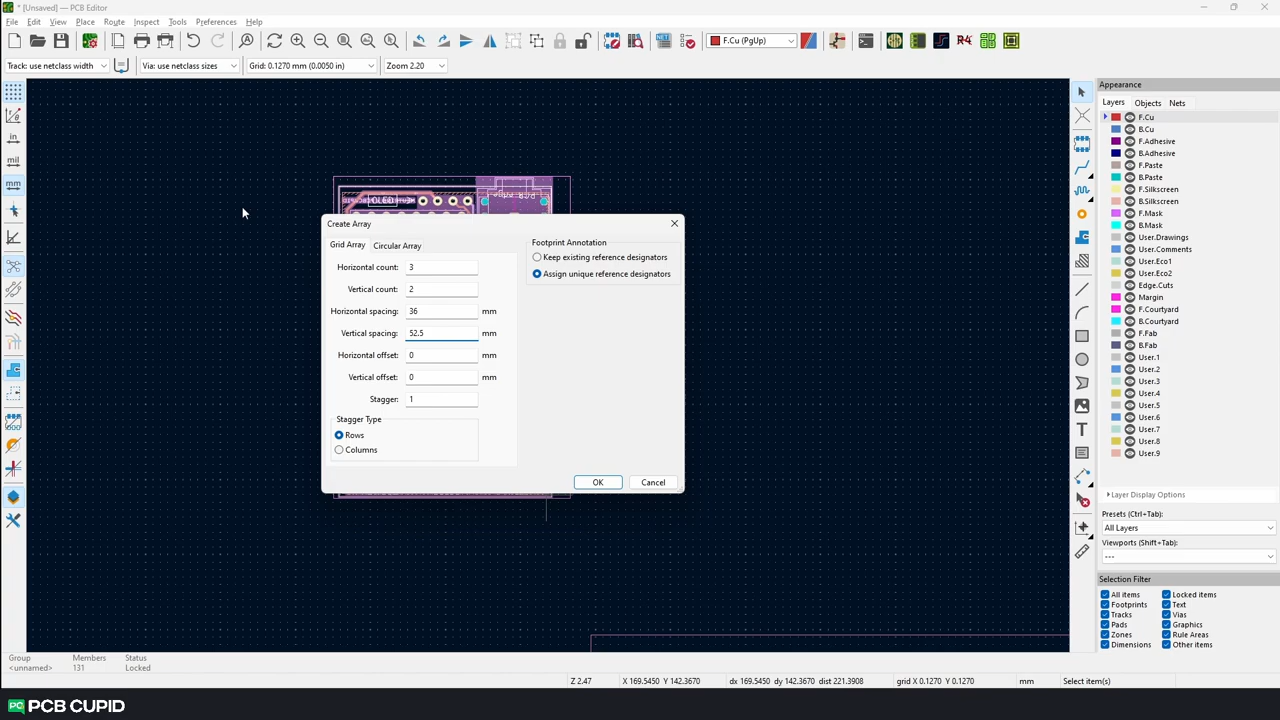 * [Unsaved] — PCB Editor
File Edit View Place Route Inspect Tools Preferences Help
F.Cu (PgUp)
R4
Track: use netclass width
Via: use netclass sizes
Grid: 0.1270 mm (0.0050 in)
Zoom 2.20
in
mil
mm
OLED
Create Array
Grid Array
Circular Array
Horizontal count: 3
Vertical count: 2
Horizontal spacing: 36 mm
Vertical spacing: 52.5 mm
Horizontal offset: 0 mm
Vertical offset: 0 mm
Stagger: 1
Stagger Type
Rows
Columns
Footprint Annotation
Keep existing reference designators
Assign unique reference designators
OK
Cancel
Appearance
Layers Objects Nets
F.Cu
B.Cu
F.Adhesive
B.Adhesive
F.Paste
B.Paste
F.Silkscreen
B.Silkscreen
F.Mask
B.Mask
User.Drawings
User.Comments
User.Eco1
User.Eco2
Edge.Cuts
Margin
F.Courtyard
B.Courtyard
F.Fab
B.Fab
User.1
User.2
User.3
User.4
User.5
User.6
User.7
User.8
User.9
Layer Display Options
Presets (Ctrl+Tab):
All Layers
Viewports (Shift+Tab):
---
Selection Filter
All items Locked items
Footprints Text
Tracks Vias
Pads Graphics
Zones Rule Areas
Dimensions Other items
Group Members Status
<unnamed> 131 Locked
Z 2.47
X 169.5450 Y 142.3670
dx 169.5450 dy 142.3670 dist 221.3908
grid X 0.1270 Y 0.1270
mm
Select item(s)
PCB CUPID